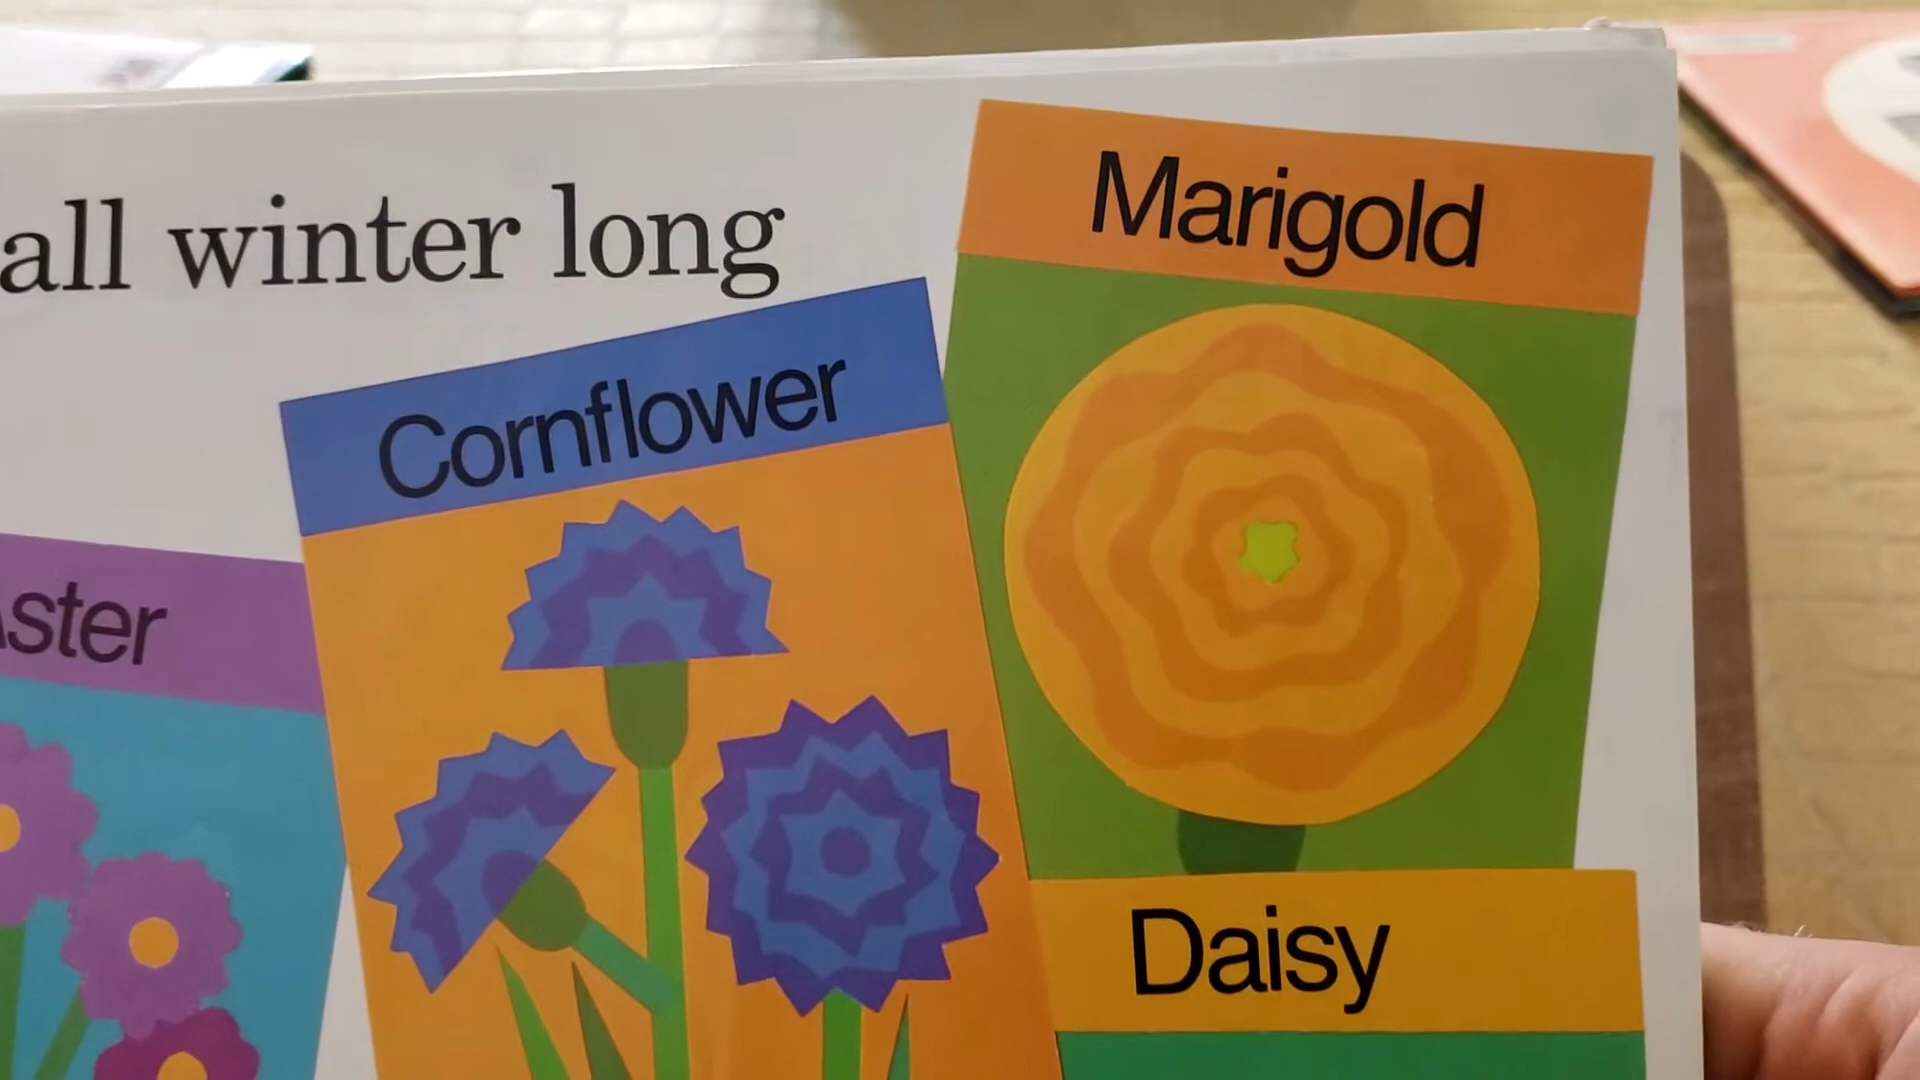 all winter long
Marigold
Cornflower
ster
Daisy